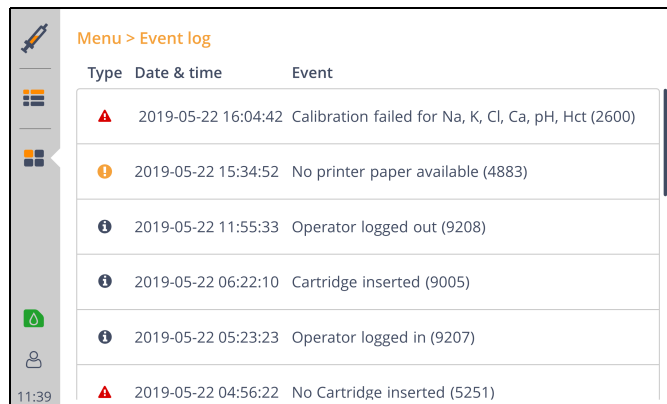 Menu > Event log
Type Date & time Event
2019-05-22 16:04:42 Calibration failed for Na, K, Cl, Ca, pH, Hct (2600)
2019-05-22 15:34:52 No printer paper available (4883)
2019-05-22 11:55:33 Operator logged out (9208)
2019-05-22 06:22:10 Cartridge inserted (9005)
2019-05-22 05:23:23 Operator logged in (9207)
2019-05-22 04:56:22 No Cartridge inserted (5251)
11:39